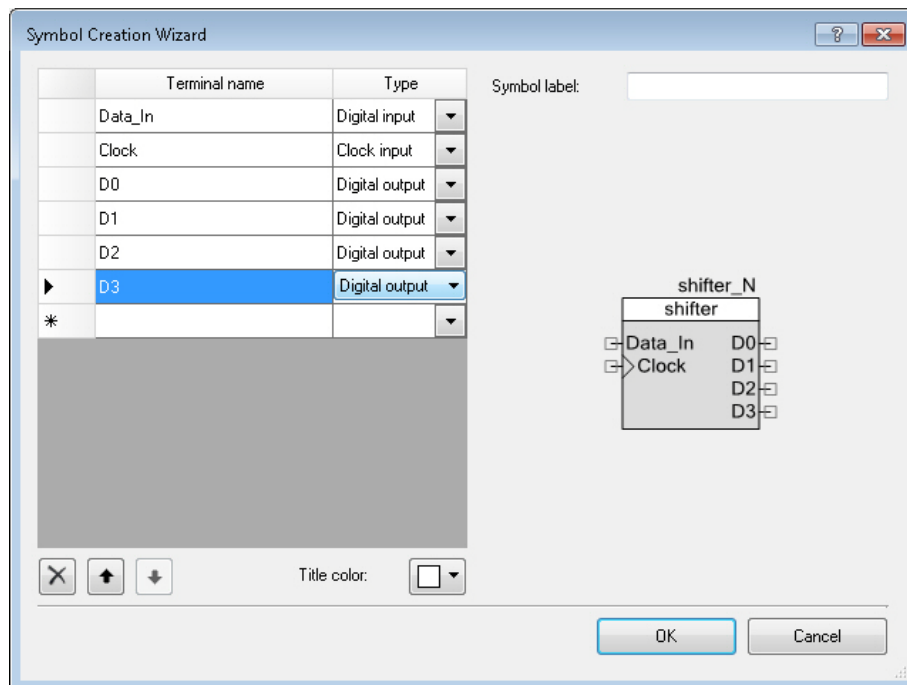 Symbol Creation Wizard
Terminal name Type
Data_In Digital input
Clock Clock input
D0 Digital output
D1 Digital output
D2 Digital output
D3 Digital output
Symbol label:
shifter_N
shifter
Data_In D0
Clock D1
D2
D3
Title color:
OK Cancel